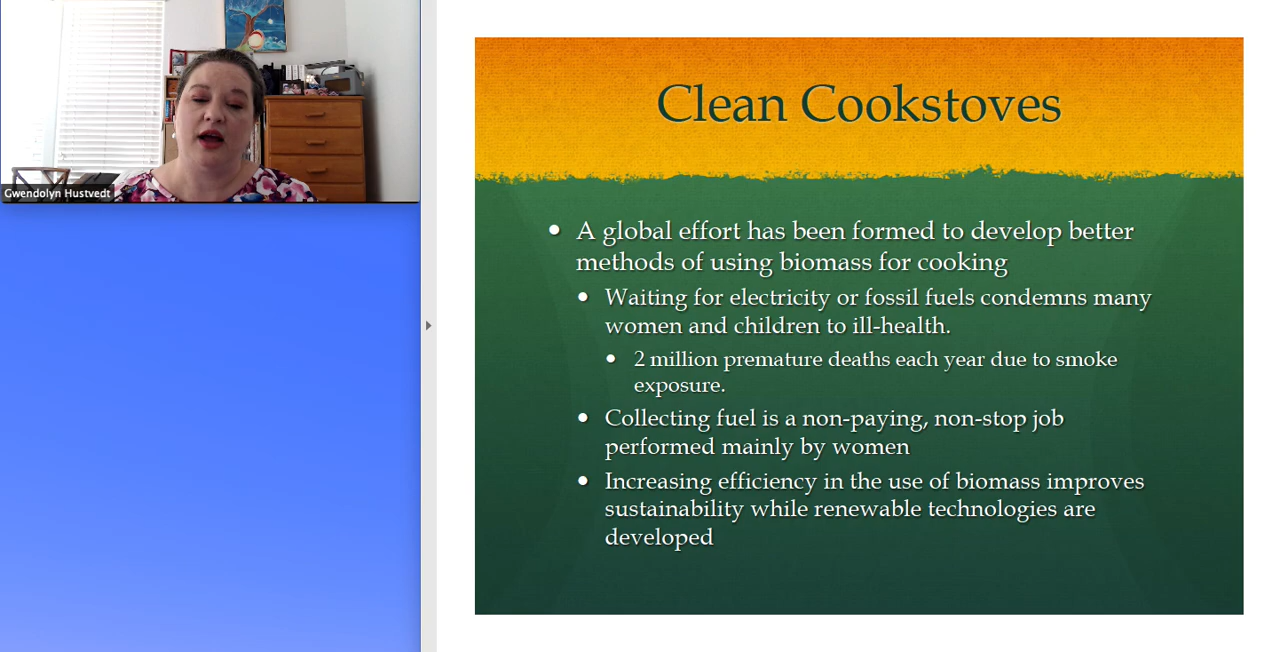 Gwendolyn Hustvedt
Clean Cookstoves
• A global effort has been formed to develop better
methods of using biomass for cooking
• Waiting for electricity or fossil fuels condemns many
women and children to ill-health.
• 2 million premature deaths each year due to smoke
exposure.
• Collecting fuel is a non-paying, non-stop job
performed mainly by women
• Increasing efficiency in the use of biomass improves
sustainability while renewable technologies are
developed